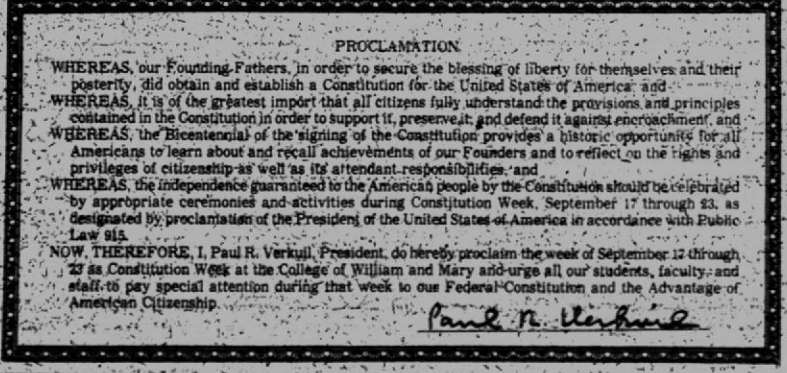 PROCLAMATION
WHEREAS, our Founding Fathers, in order to secure the blessing of liberty for themselves and their
posterity, did obtain and establish a Constitution for the United States of America; and
WHEREAS, it is of the greatest import that all citizens fully understand the provisions and principles
contained in the Constitution in order to support it, preserve it, and defend it against encroachment, and
WHEREAS, the Bicentennial of the signing of the Constitution provides a historic opportunity for all
Americans to learn about and recall achievements of our Founders and to reflect on the rights and
privileges of citizenship as well as its attendant responsibilities, and
WHEREAS, the independence guaranteed to the American people by the Constitution should be celebrated
by appropriate ceremonies and activities during Constitution Week, September 17 through 23, as
designated by proclamation of the President of the United States of America in accordance with Public
Law 915.
NOW, THEREFORE, I, Paul R. Verkuil, President, do hereby proclaim the week of September 17 through
23 as Constitution Week at the College of William and Mary and urge all our students, faculty, and
staff to pay special attention during that week to our Federal Constitution and the Advantage of
American Citizenship.
Paul R. Verkuil